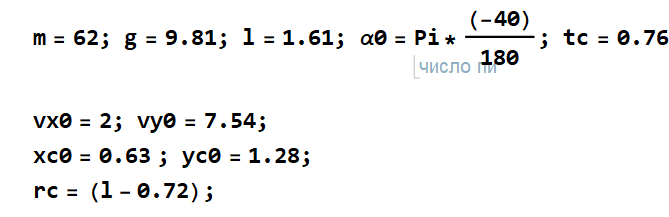 m = 62; g = 9.81; l = 1.61; α0 = Pi * (-40)/180; tc = 0.76
число пи
vx0 = 2; vy0 = 7.54;
xc0 = 0.63 ; yc0 = 1.28;
rc = (l - 0.72) ;